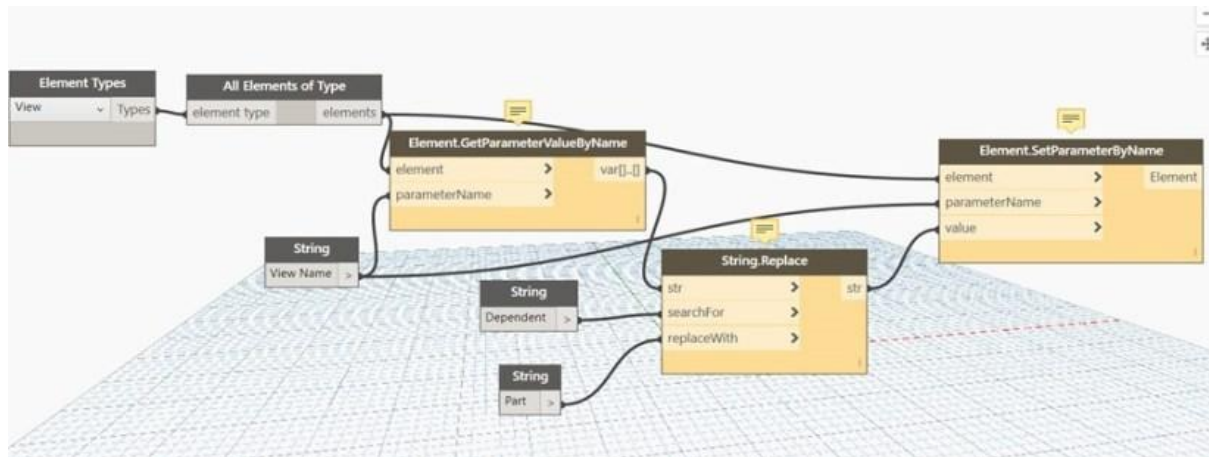 Element Types
View
Types
All Elements of Type
element type
elements
Element.GetParameterValueByName
element
>
var[]..[]
parameterName
>
String
View Name
>
String
Dependent
>
String
Part
>
String.Replace
str
>
str
searchFor
>
replaceWith
>
Element.SetParameterByName
element
>
Element
parameterName
>
value
>